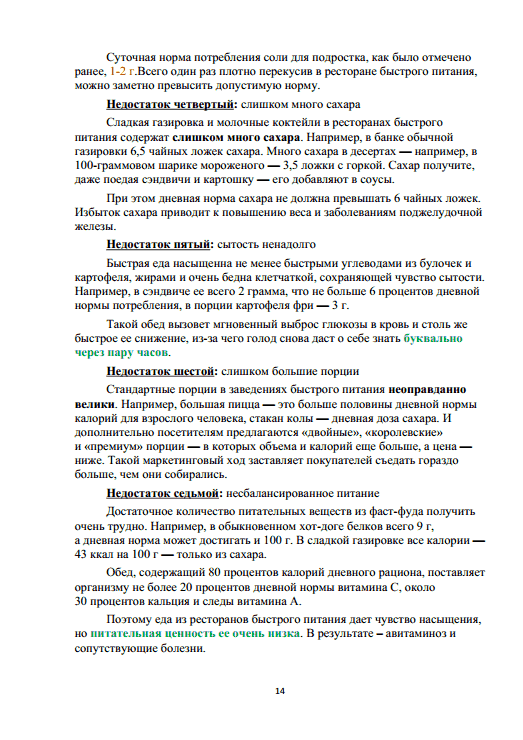 Суточная норма потребления соли для подростка, как было отмечено
ранее, 1-2 г.Всего один раз плотно перекусив в ресторане быстрого питания,
можно заметно превысить допустимую норму.
Недостаток четвертый: слишком много сахара
Сладкая газировка и молочные коктейли в ресторанах быстрого
питания содержат слишком много сахара. Например, в банке обычной
газировки 6,5 чайных ложек сахара. Много сахара в десертах — например, в
100-граммовом шарике мороженого — 3,5 ложки с горкой. Сахар получите,
даже поедая сэндвичи и картошку — его добавляют в соусы.
При этом дневная норма сахара не должна превышать 6 чайных ложек.
Избыток сахара приводит к повышению веса и заболеваниям поджелудочной
железы.
Недостаток пятый: сытость ненадолго
Быстрая еда насыщенна не менее быстрыми углеводами из булочек и
картофеля, жирами и очень бедна клетчаткой, сохраняющей чувство сытости.
Например, в сэндвиче ее всего 2 грамма, что не больше 6 процентов дневной
нормы потребления, в порции картофеля фри — 3 г.
Такой обед вызовет мгновенный выброс глюкозы в кровь и столь же
быстрое ее снижение, из-за чего голод снова даст о себе знать буквально
через пару часов.
Недостаток шестой: слишком большие порции
Стандартные порции в заведениях быстрого питания неоправданно
велики. Например, большая пицца — это больше половины дневной нормы
калорий для взрослого человека, стакан колы — дневная доза сахара. И
дополнительно посетителям предлагаются «двойные», «королевские»
и «премиум» порции — в которых объема и калорий еще больше, а цена —
ниже. Такой маркетинговый ход заставляет покупателей съедать гораздо
больше, чем они собирались.
Недостаток седьмой: несбалансированное питание
Достаточное количество питательных веществ из фаст-фуда получить
очень трудно. Например, в обыкновенном хот-доге белков всего 9 г,
а дневная норма может достигать и 100 г. В сладкой газировке все калории —
43 ккал на 100 г — только из сахара.
Обед, содержащий 80 процентов калорий дневного рациона, поставляет
организму не более 20 процентов дневной нормы витамина С, около
30 процентов кальция и следы витамина А.
Поэтому еда из ресторанов быстрого питания дает чувство насыщения,
но питательная ценность ее очень низка. В результате – авитаминоз и
сопутствующие болезни.
14